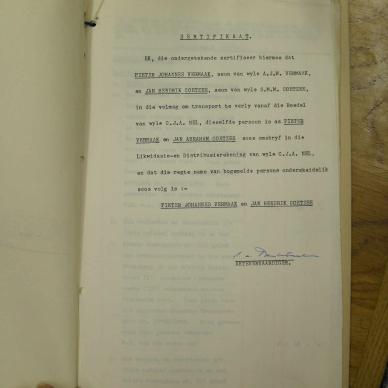 SERTIFIKAAT.
EK, die ondergetekende sertifiseer hiermee dat
PIETER JOHANNES VERMAAK, seun van wyle A.J.M. VERMAAK,
en JAN HENDRIK COETZEE, seun van wyle S.M.M. COETZEE,
in die volmag om transport te verly vanaf die Boedel
van wyle C.J.A. NEL, dieselfde persoon is as PIETER
VERMAAK en JAN ABRAHAM COETZEE soos omskryf in die
Likwidasie-en Distribusierekening van wyle C.J.A. NEL,
en dat die regte name van bogemelde persone onderskeidelik
soos volg is :-
PIETER JOHANNES VERMAAK en JAN HENDRIK COETZEE